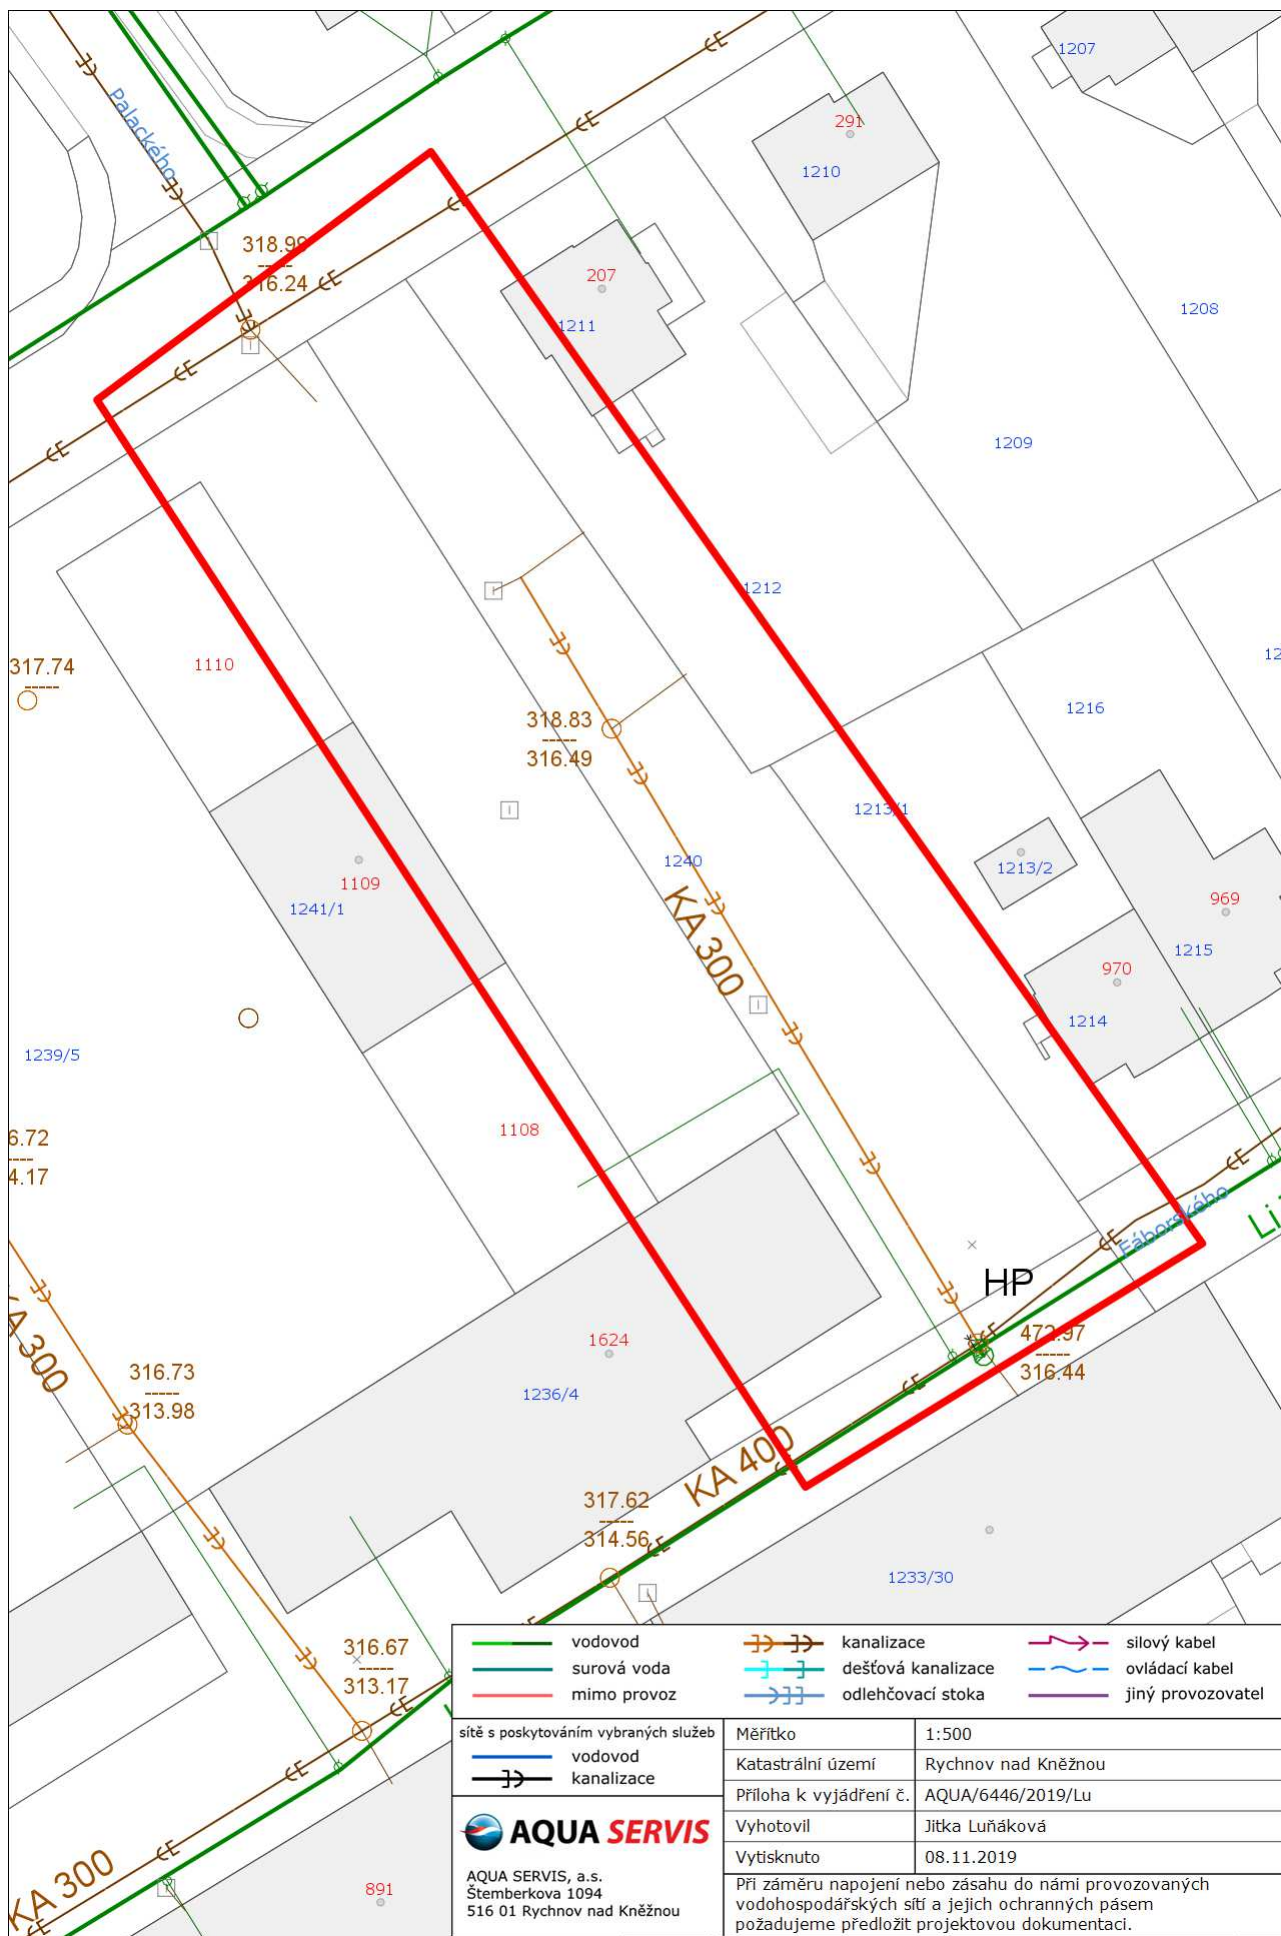 1207
Palackého
291
1210
318.99
-----
316.24
207
1211
1208
1209
1212
1110
317.74
-----
318.83
-----
316.49
1216
1213/1
1240
1109
1241/1
1213/2
969
KA 300
970
1215
1214
1239/5
1108
6.72
4.17
Fáborského
HP
472.97
-----
316.44
KA 300
1624
316.73
-----
313.98
1236/4
KA 400
317.62
-----
314.56
1233/30
316.67
-----
313.17
KA 300
891
vodovod
kanalizace
silový kabel
surová voda
dešťová kanalizace
ovládací kabel
mimo provoz
odlehčovací stoka
jiný provozovatel
sítě s poskytováním vybraných služeb
vodovod
kanalizace
Měřítko 1:500
Katastrální území Rychnov nad Kněžnou
Příloha k vyjádření č. AQUA/6446/2019/Lu
Vyhotovil Jitka Luňáková
Vytisknuto 08.11.2019
AQUA SERVIS
AQUA SERVIS, a.s.
Štemberkova 1094
516 01 Rychnov nad Kněžnou
Při záměru napojení nebo zásahu do námi provozovaných
vodohospodářských sítí a jejich ochranných pásem
požadujeme předložit projektovou dokumentaci.